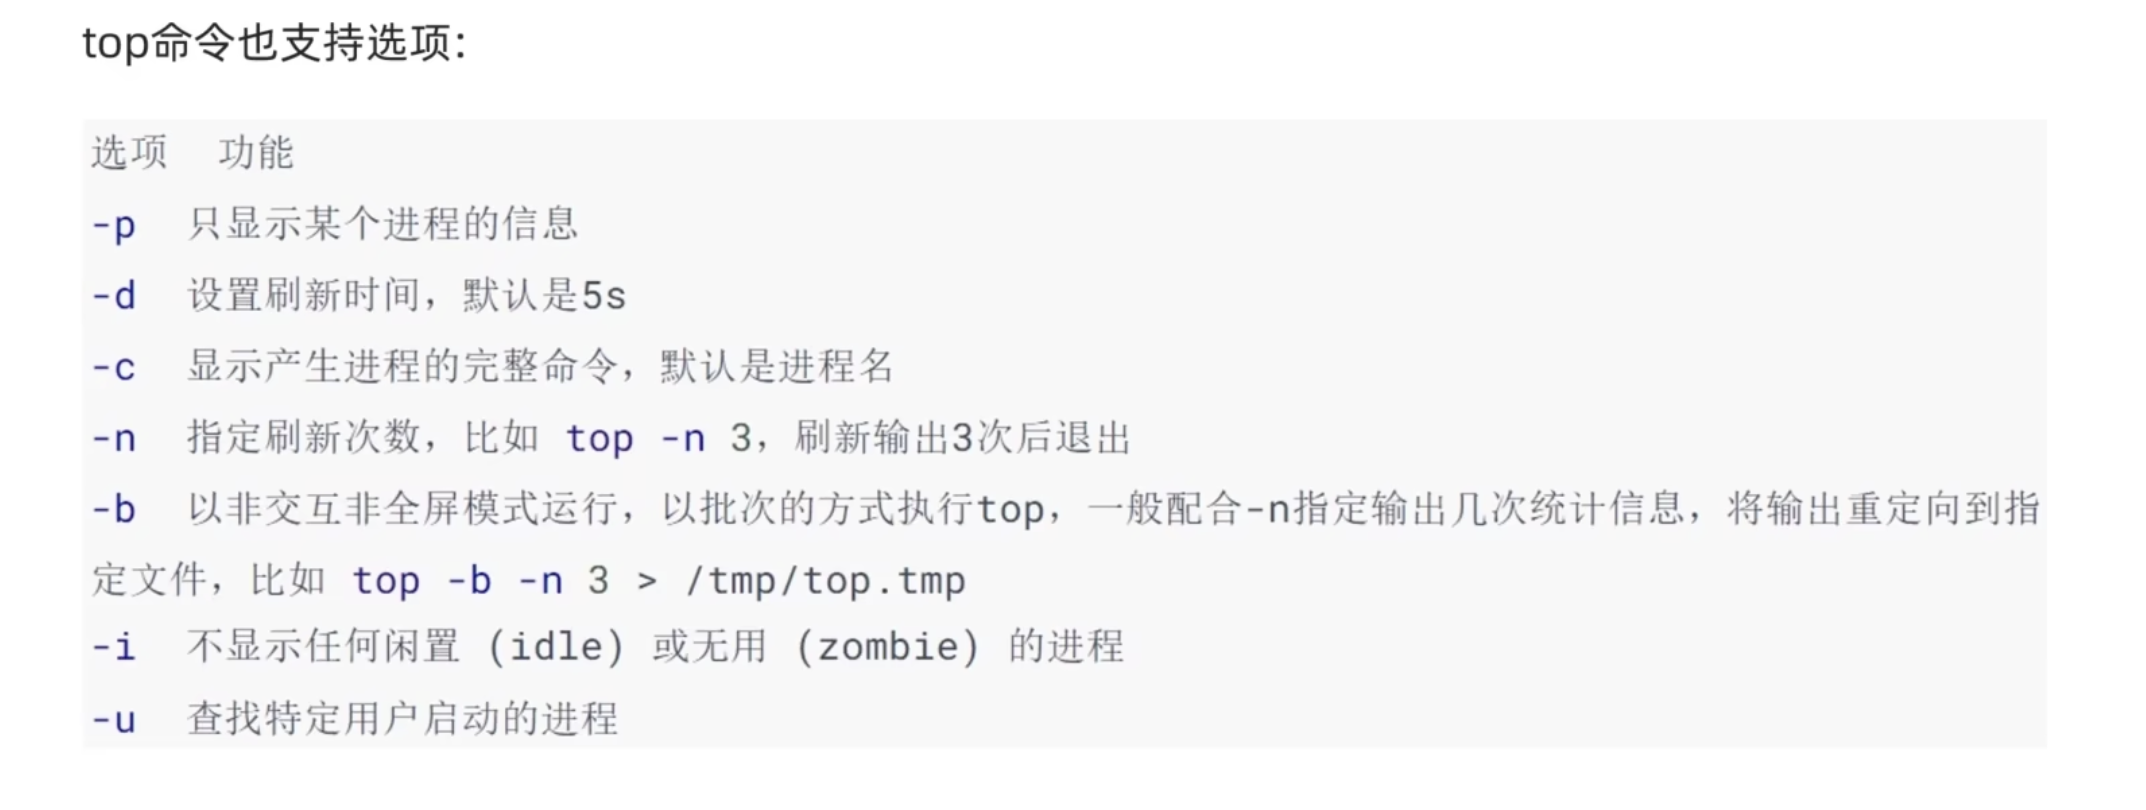 top命令也支持选项：
选项 功能
-p 只显示某个进程的信息
-d 设置刷新时间，默认是5s
-c 显示产生进程的完整命令，默认是进程名
-n 指定刷新次数，比如 top -n 3，刷新输出3次后退出
-b 以非交互非全屏模式运行，以批次的方式执行top，一般配合-n指定输出几次统计信息，将输出重定向到指
定文件，比如 top -b -n 3 > /tmp/top.tmp
-i 不显示任何闲置 (idle) 或无用 (zombie) 的进程
-u 查找特定用户启动的进程